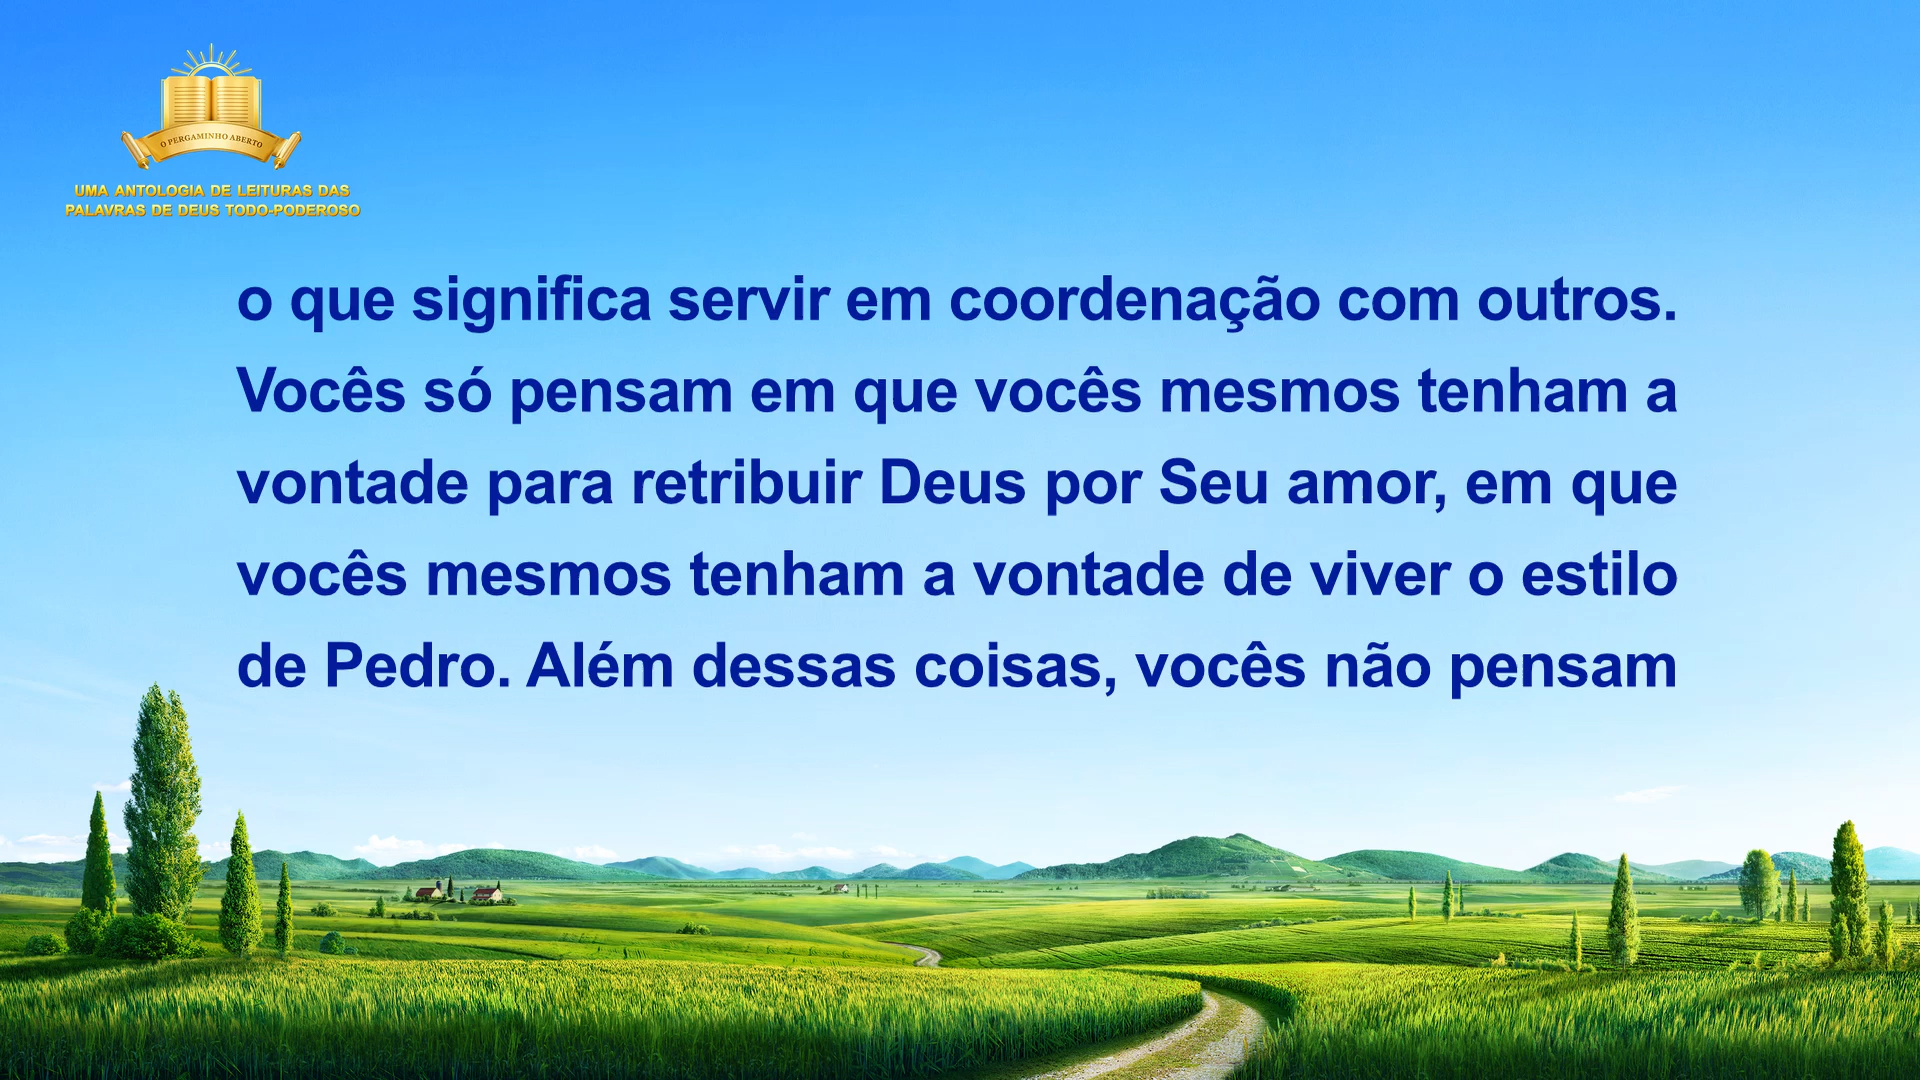 O PERGAMINHO ABERTO
UMA ANTOLOGIA DE LEITURAS DAS
PALAVRAS DE DEUS TODO-PODEROSO
o que significa servir em coordenação com outros.
Vocês só pensam em que vocês mesmos tenham a
vontade para retribuir Deus por Seu amor, em que
vocês mesmos tenham a vontade de viver o estilo
de Pedro. Além dessas coisas, vocês não pensam